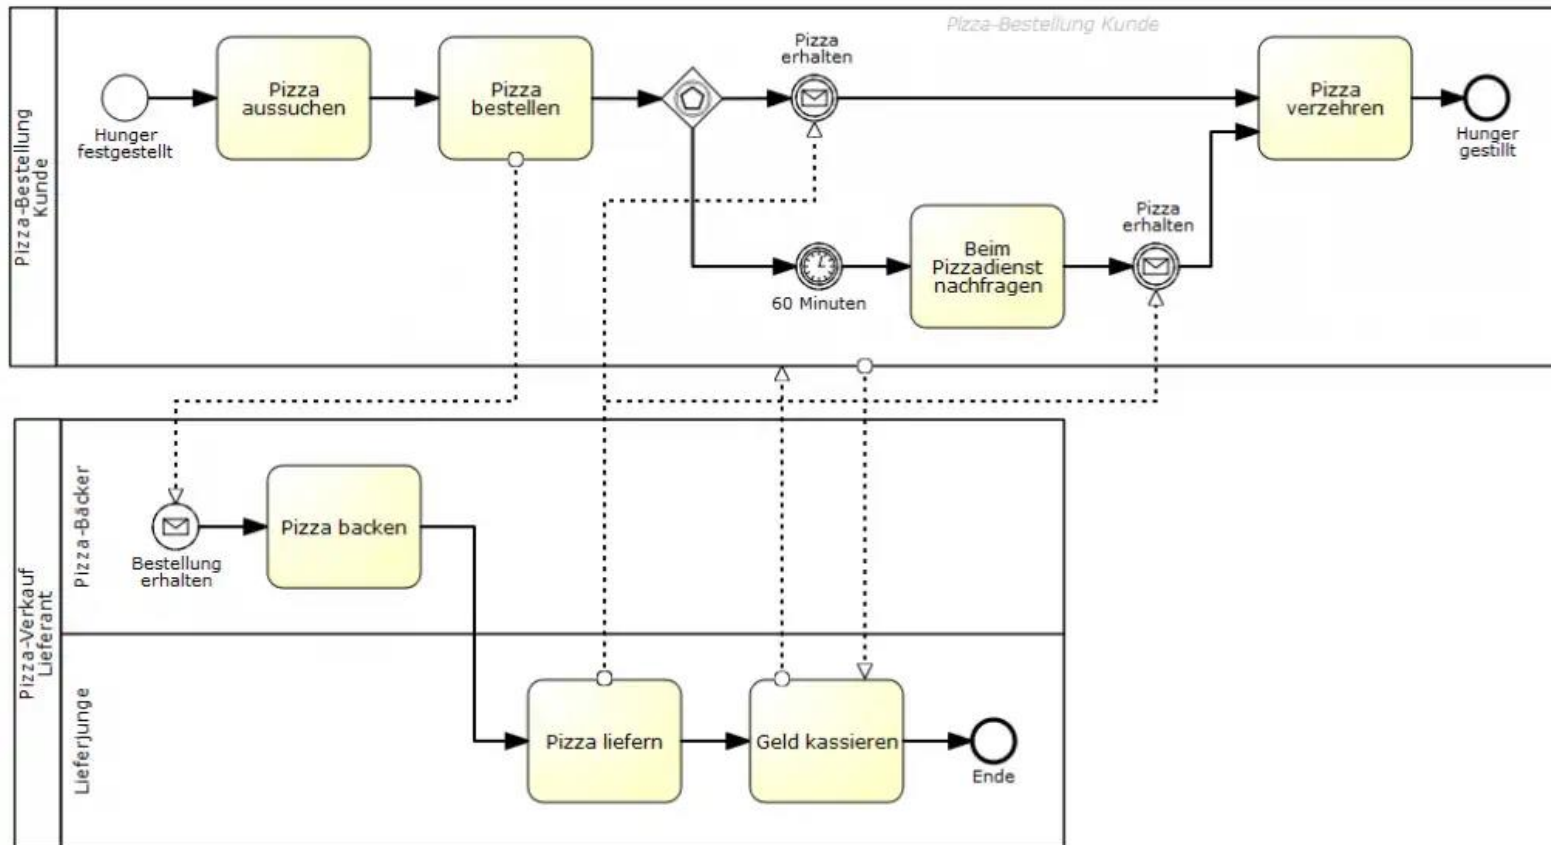 Pizza-Bestellung Kunde
Pizza-Bestellung
Kunde
Hunger
festgestellt
Pizza
aussuchen
Pizza
bestellen
Pizza
erhalten
Pizza
verzehren
Hunger
gestillt
60 Minuten
Beim
Pizzadienst
nachfragen
Pizza
erhalten
Pizza-Verkauf
Lieferant
Pizza-Bäcker
Bestellung
erhalten
Pizza backen
Lieferjunge
Pizza liefern
Geld kassieren
Ende